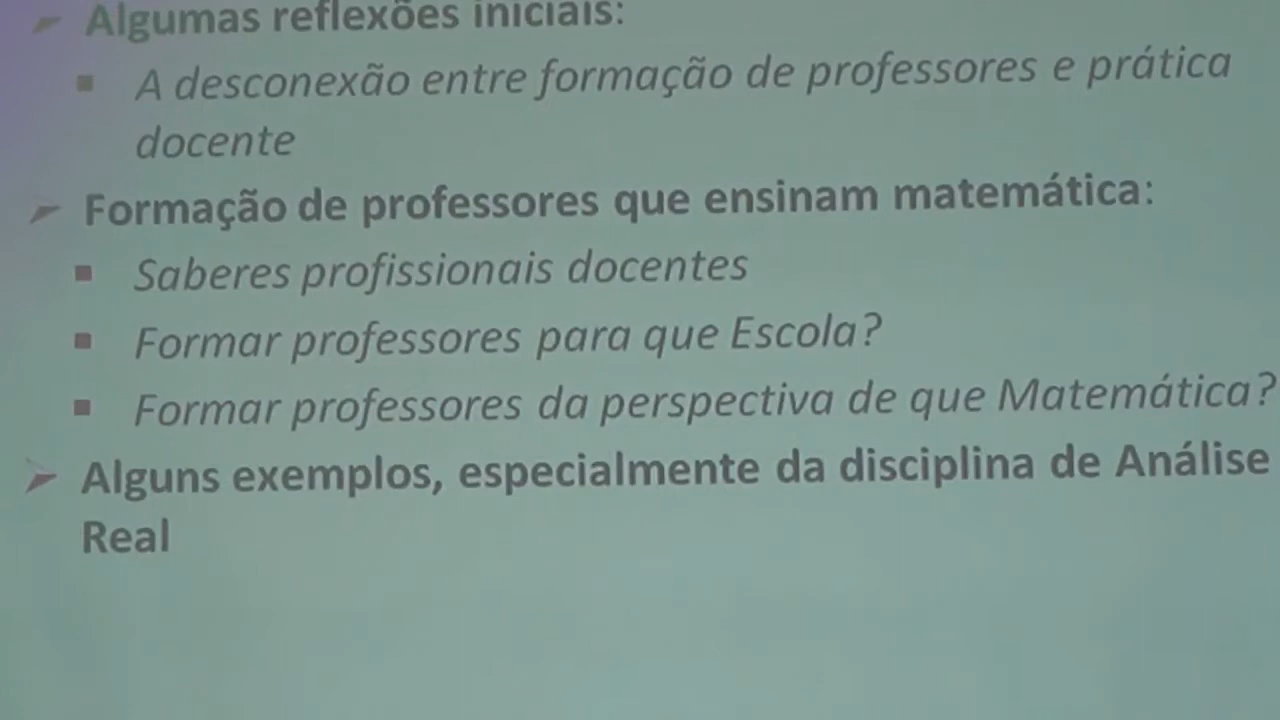 Algumas reflexões iniciais:
A desconexão entre formação de professores e prática
docente
Formação de professores que ensinam matemática:
Saberes profissionais docentes
Formar professores para que Escola?
Formar professores da perspectiva de que Matemática?
Alguns exemplos, especialmente da disciplina de Análise
Real